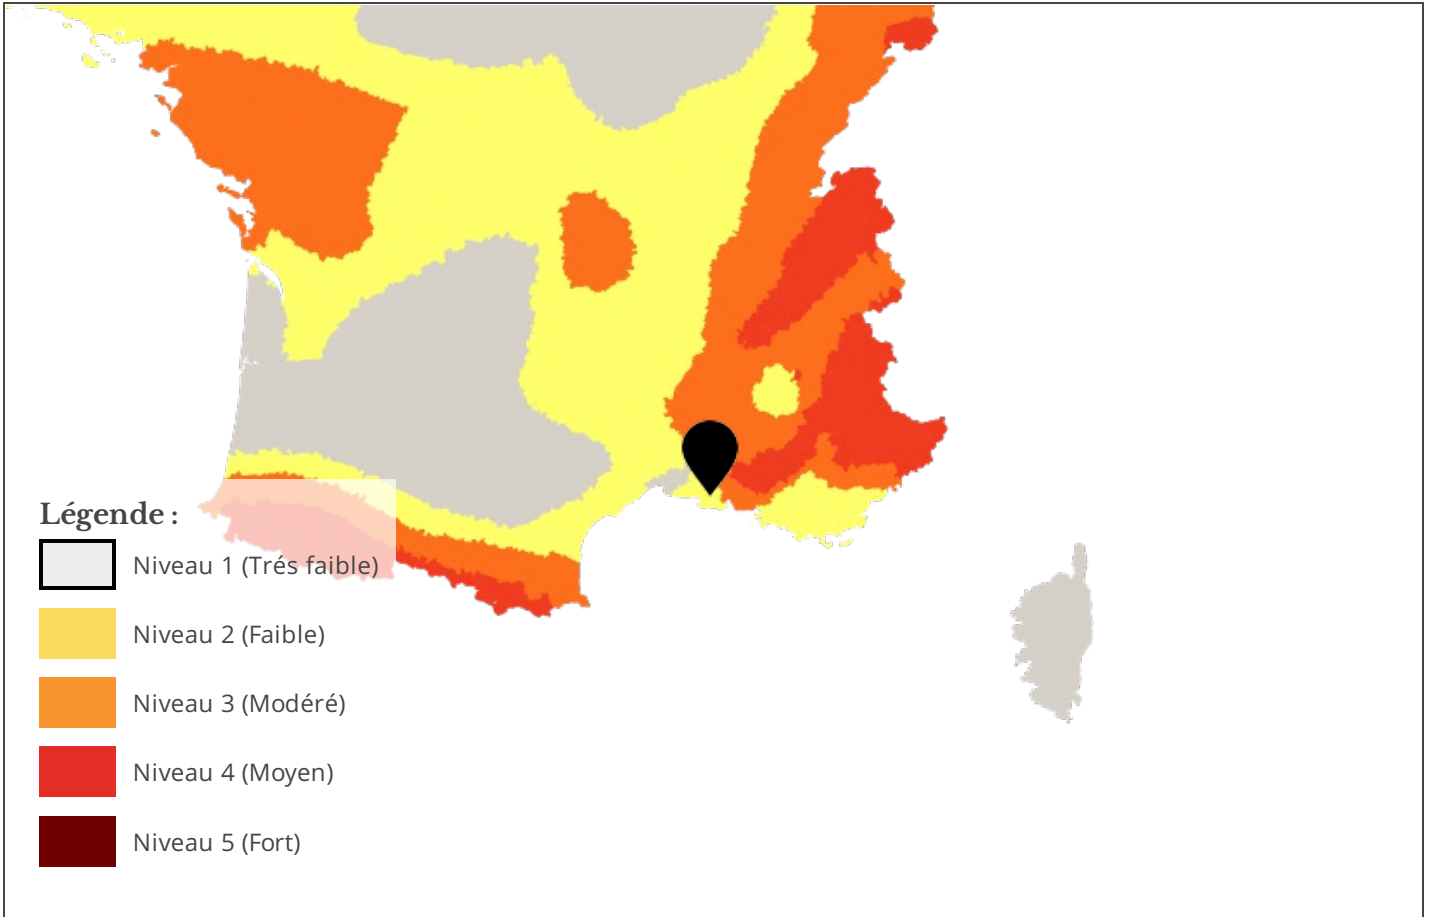 Légende :
Niveau 1 (Trés faible)
Niveau 2 (Faible)
Niveau 3 (Modéré)
Niveau 4 (Moyen)
Niveau 5 (Fort)